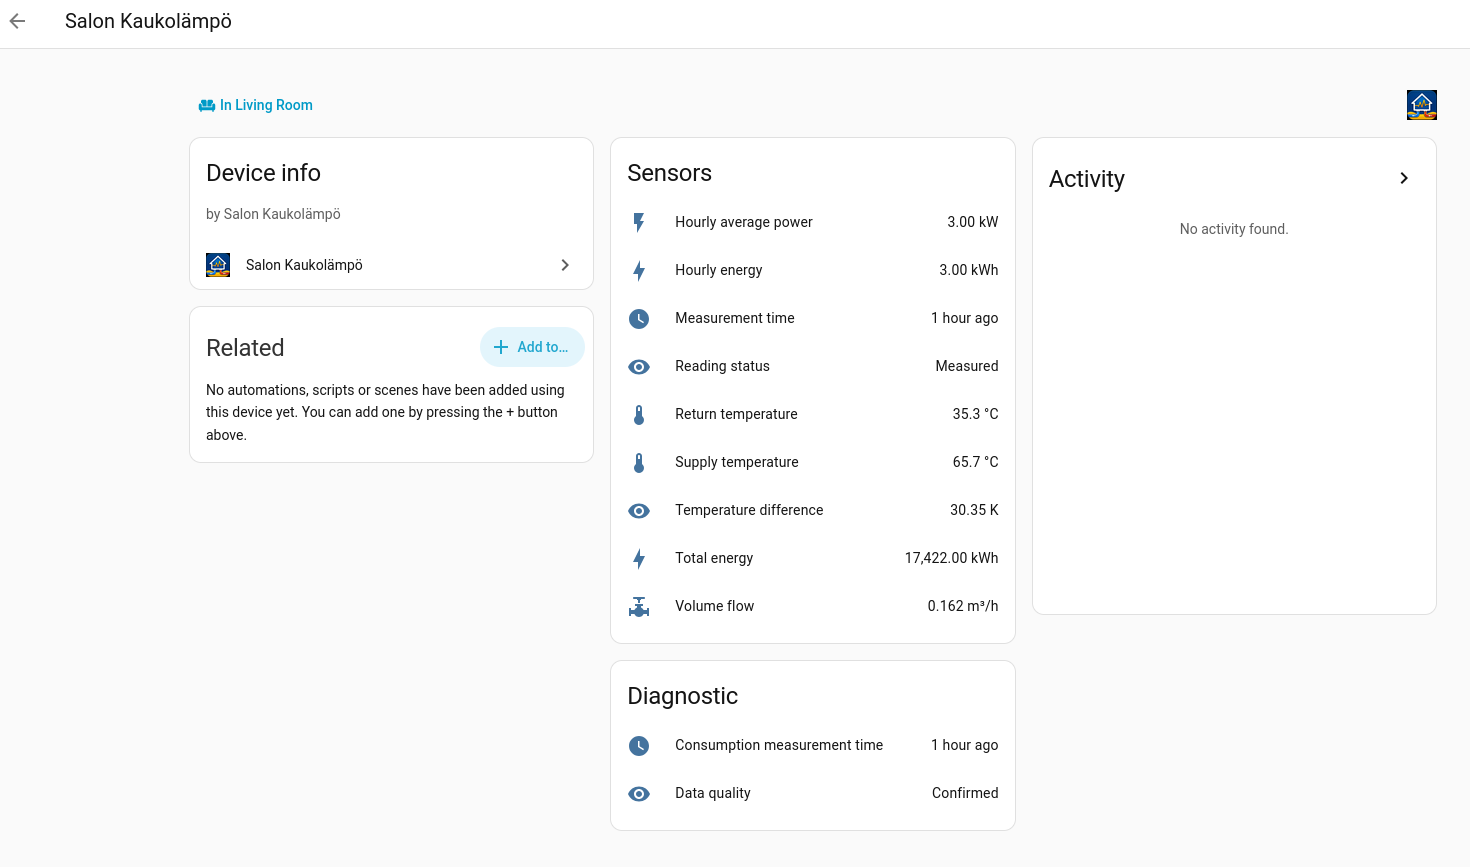 Salon Kaukolämpö
In Living Room
Device info
by Salon Kaukolämpö
Salon Kaukolämpö
Related
Add to...
No automations, scripts or scenes have been added using
this device yet. You can add one by pressing the + button
above.
Sensors
Hourly average power 3.00 kW
Hourly energy 3.00 kWh
Measurement time 1 hour ago
Reading status Measured
Return temperature 35.3 °C
Supply temperature 65.7 °C
Temperature difference 30.35 K
Total energy 17,422.00 kWh
Volume flow 0.162 m³/h
Diagnostic
Consumption measurement time 1 hour ago
Data quality Confirmed
Activity
No activity found.